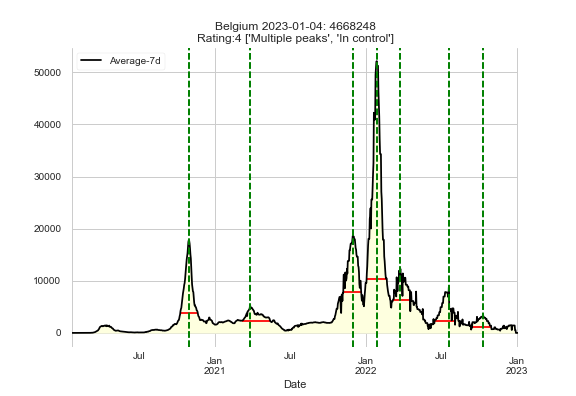 Belgium 2023-01-04: 4668248
Rating:4 ['Multiple peaks', 'In control']
Average-7d
50000
40000
30000
20000
10000
0
Jul
Jan
2021
Jul
Jan
2022
Jul
Jan
2023
Date